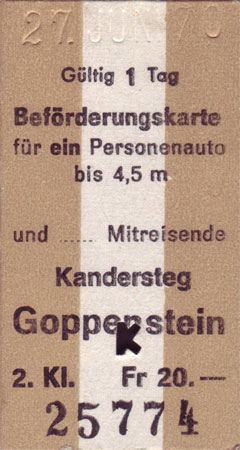 27. JUN. 70
Gültig 1 Tag
Beförderungskarte
für ein Personenauto
bis 4,5 m
und ...... Mitreisende
Kandersteg
Goppenstein
2. Kl. Fr 20.—
25774